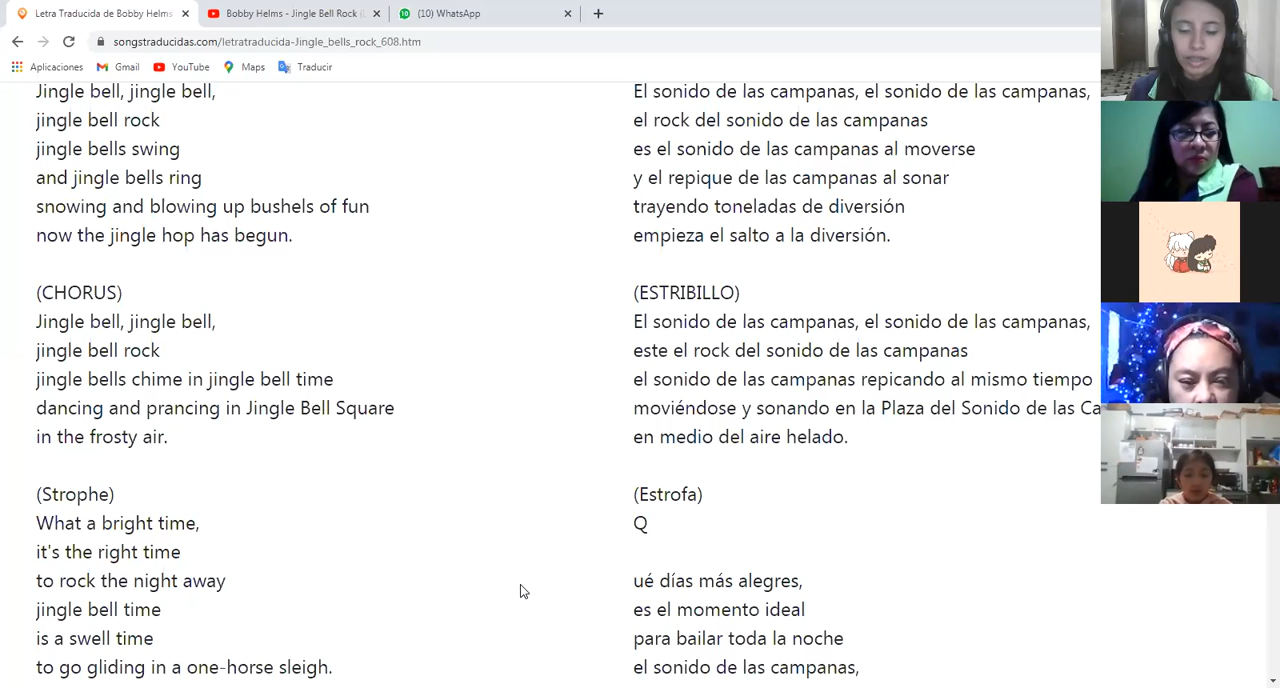 Letra Traducida de Bobby Helms
Bobby Helms - Jingle Bell Rock (
(10) WhatsApp
songstraducidas.com/letratraducida-Jingle_bells_rock_608.htm
Aplicaciones Gmail YouTube Maps Traducir
Jingle bell, jingle bell,
jingle bell rock
jingle bells swing
and jingle bells ring
snowing and blowing up bushels of fun
now the jingle hop has begun.
(CHORUS)
Jingle bell, jingle bell,
jingle bell rock
jingle bells chime in jingle bell time
dancing and prancing in Jingle Bell Square
in the frosty air.
(Strophe)
What a bright time,
it's the right time
to rock the night away
jingle bell time
is a swell time
to go gliding in a one-horse sleigh.
El sonido de las campanas, el sonido de las campanas,
el rock del sonido de las campanas
es el sonido de las campanas al moverse
y el repique de las campanas al sonar
trayendo toneladas de diversión
empieza el salto a la diversión.
(ESTRIBILLO)
El sonido de las campanas, el sonido de las campanas,
este el rock del sonido de las campanas
el sonido de las campanas repicando al mismo tiempo
moviéndose y sonando en la Plaza del Sonido de las Ca
en medio del aire helado.
(Estrofa)
Q
ué días más alegres,
es el momento ideal
para bailar toda la noche
el sonido de las campanas,